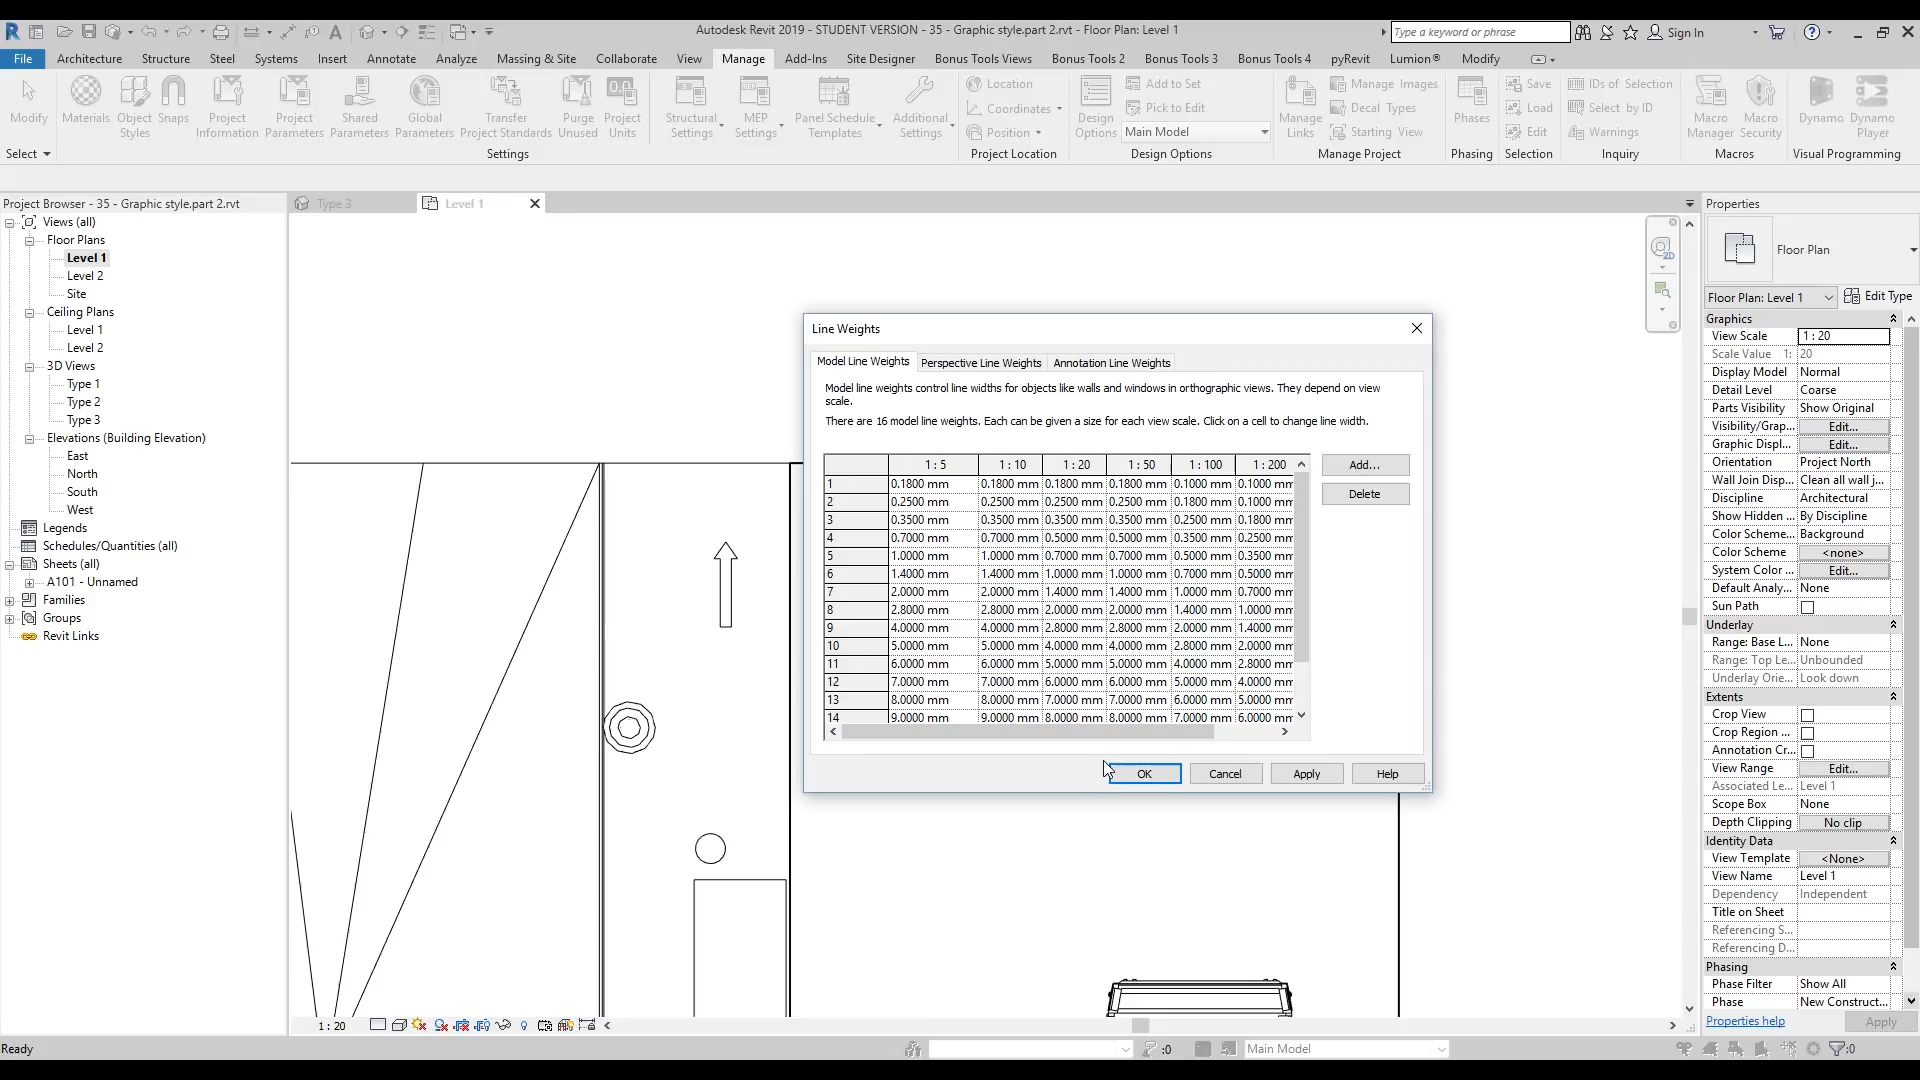 Autodesk Revit 2019 - STUDENT VERSION - 35 - Graphic style.part 2.rvt - Floor Plan: Level 1
Type a keyword or phrase
Sign In
File Architecture Structure Steel Systems Insert Annotate Analyze Massing & Site Collaborate View Manage Add-Ins Site Designer Bonus Tools Views Bonus Tools 2 Bonus Tools 3 Bonus Tools 4 pyRevit Lumion® Modify
Modify
Materials
Object Styles
Snaps
Project Information
Project Parameters
Shared Parameters
Global Parameters
Transfer Project Standards
Purge Unused
Project Units
Structural Settings
MEP Settings
Panel Schedule Templates
Additional Settings
Location
Coordinates
Position
Design Options
Add to Set
Pick to Edit
Main Model
Manage Links
Manage Images
Decal Types
Starting View
Phases
Save
Load
Edit
IDs of Selection
Select by ID
Warnings
Macro Manager
Macro Security
Dynamo
Dynamo Player
Select
Settings
Project Location
Design Options
Manage Project
Phasing
Selection
Inquiry
Macros
Visual Programming
Project Browser - 35 - Graphic style.part 2.rvt
Views (all)
Floor Plans
Level 1
Level 2
Site
Ceiling Plans
Level 1
Level 2
3D Views
Type 1
Type 2
Type 3
Elevations (Building Elevation)
East
North
South
West
Legends
Schedules/Quantities (all)
Sheets (all)
A101 - Unnamed
Families
Groups
Revit Links
Type 3
Level 1
2D
Line Weights
Model Line Weights Perspective Line Weights Annotation Line Weights
Model line weights control line widths for objects like walls and windows in orthographic views. They depend on view
scale.
There are 16 model line weights. Each can be given a size for each view scale. Click on a cell to change line width.
1 : 5 1 : 10 1 : 20 1 : 50 1 : 100 1 : 200
1 0.1800 mm 0.1800 mm 0.1800 mm 0.1800 mm 0.1000 mm 0.1000 mm
2 0.2500 mm 0.2500 mm 0.2500 mm 0.2500 mm 0.1800 mm 0.1000 mm
3 0.3500 mm 0.3500 mm 0.3500 mm 0.3500 mm 0.2500 mm 0.1800 mm
4 0.7000 mm 0.7000 mm 0.5000 mm 0.5000 mm 0.3500 mm 0.2500 mm
5 1.0000 mm 1.0000 mm 0.7000 mm 0.7000 mm 0.5000 mm 0.3500 mm
6 1.4000 mm 1.4000 mm 1.0000 mm 1.0000 mm 0.7000 mm 0.5000 mm
7 2.0000 mm 2.0000 mm 1.4000 mm 1.4000 mm 1.0000 mm 0.7000 mm
8 2.8000 mm 2.8000 mm 2.0000 mm 2.0000 mm 1.4000 mm 1.0000 mm
9 4.0000 mm 4.0000 mm 2.8000 mm 2.8000 mm 2.0000 mm 1.4000 mm
10 5.0000 mm 5.0000 mm 4.0000 mm 4.0000 mm 2.8000 mm 2.0000 mm
11 6.0000 mm 6.0000 mm 5.0000 mm 5.0000 mm 4.0000 mm 2.8000 mm
12 7.0000 mm 7.0000 mm 6.0000 mm 6.0000 mm 5.0000 mm 4.0000 mm
13 8.0000 mm 8.0000 mm 7.0000 mm 7.0000 mm 6.0000 mm 5.0000 mm
14 9.0000 mm 9.0000 mm 8.0000 mm 8.0000 mm 7.0000 mm 6.0000 mm
Add...
Delete
OK Cancel Apply Help
Properties
Floor Plan
Floor Plan: Level 1 Edit Type
Graphics
View Scale 1 : 20
Scale Value 1: 20
Display Model Normal
Detail Level Coarse
Parts Visibility Show Original
Visibility/Grap... Edit...
Graphic Displ... Edit...
Orientation Project North
Wall Join Disp... Clean all wall j...
Discipline Architectural
Show Hidden ... By Discipline
Color Scheme... Background
Color Scheme <none>
System Color ... Edit...
Default Analy... None
Sun Path
Underlay
Range: Base L... None
Range: Top Le... Unbounded
Underlay Orie... Look down
Extents
Crop View
Crop Region ...
Annotation Cr...
View Range Edit...
Associated Le... Level 1
Scope Box None
Depth Clipping No clip
Identity Data
View Template <None>
View Name Level 1
Dependency Independent
Title on Sheet
Referencing S...
Referencing D...
Phasing
Phase Filter Show All
Phase New Construct...
Properties help Apply
1 : 20
Ready
:0
Main Model
:0